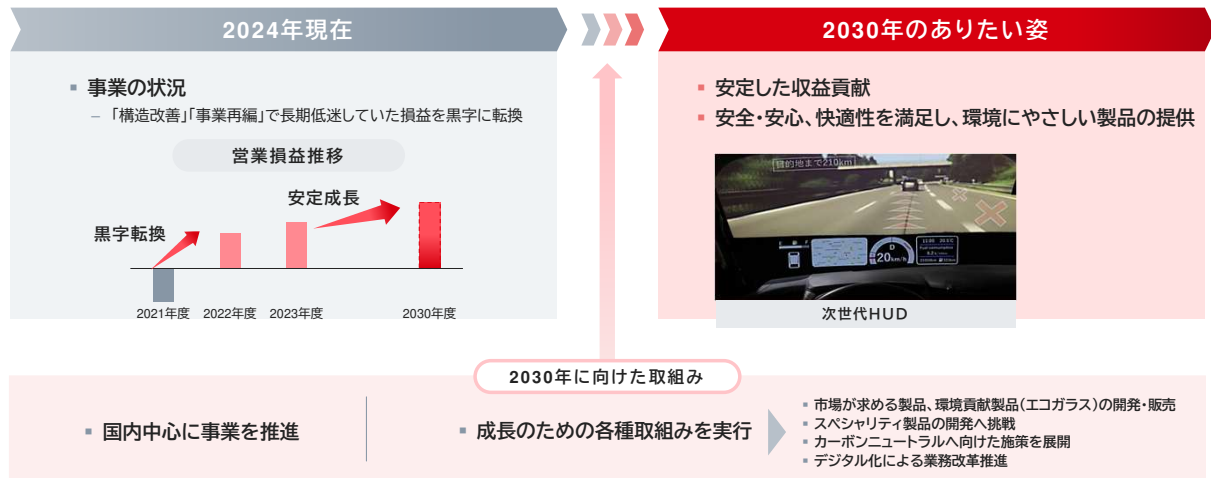 2024年現在
2030年のありたい姿
▪ 事業の状況
– 「構造改善」「事業再編」で長期低迷していた損益を黒字に転換
営業損益推移
黒字転換
安定成長
2021年度 2022年度 2023年度 2030年度
▪ 安定した収益貢献
▪ 安全・安心、快適性を満足し、環境にやさしい製品の提供
目的地まで210km
11:00 20.5℃
D
20km/h
次世代HUD
2030年に向けた取組み
▪ 国内中心に事業を推進
▪ 成長のための各種取組みを実行
▪ 市場が求める製品、環境貢献製品(エコガラス)の開発・販売
▪ スペシャリティ製品の開発へ挑戦
▪ カーボンニュートラルへ向けた施策を展開
▪ デジタル化による業務改革推進